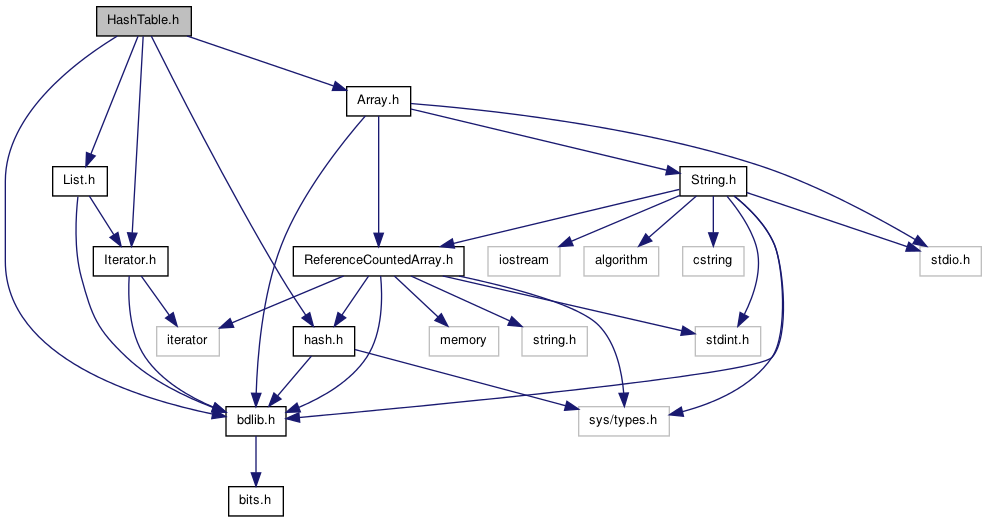 HashTable.h
Array.h
List.h
String.h
Iterator.h
ReferenceCountedArray.h
iostream
algorithm
cstring
stdio.h
iterator
hash.h
memory
string.h
stdint.h
bdlib.h
sys/types.h
bits.h